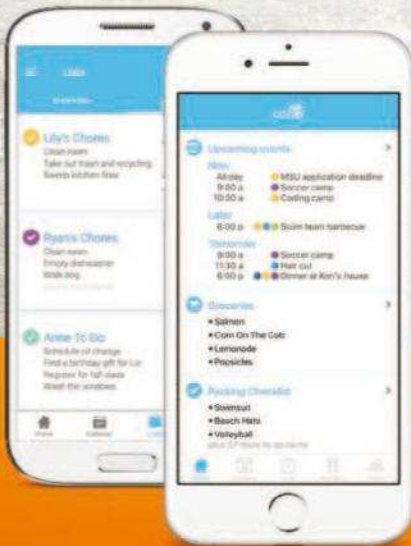 Lists
Lily's Chores
Clean room
Take out trash and recycling
Sweep kitchen floor
Ryan's Chores
Clean room
Empty dishwasher
Walk dog
Anne To Do
Schedule oil change
Find a birthday gift for Liz
Register for fall class
Wash the windows
Home
Calendar
cozi
Upcoming events
Now
All day MSU application deadline
9:00 a Soccer camp
10:00 a Coding camp
Later
6:00 p Swim team barbecue
Tomorrow
9:00 a Soccer camp
11:30 a Hair cut
6:00 p Dinner at Kori's house
Groceries
• Salmon
• Corn On The Cob
• Lemonade
• Popsicles
Packing Checklist
• Swimsuit
• Beach Hats
• Volleyball